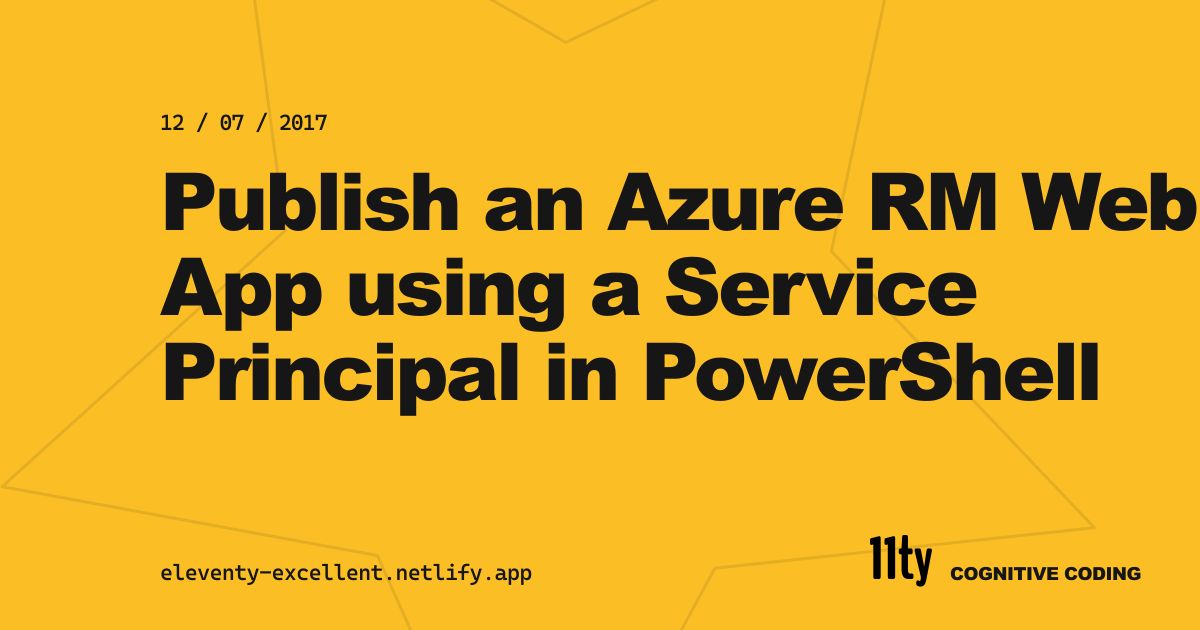 12 / 07 / 2017
Publish an Azure RM Web
App using a Service
Principal in PowerShell
eleventy-excellent.netlify.app
11ty COGNITIVE CODING